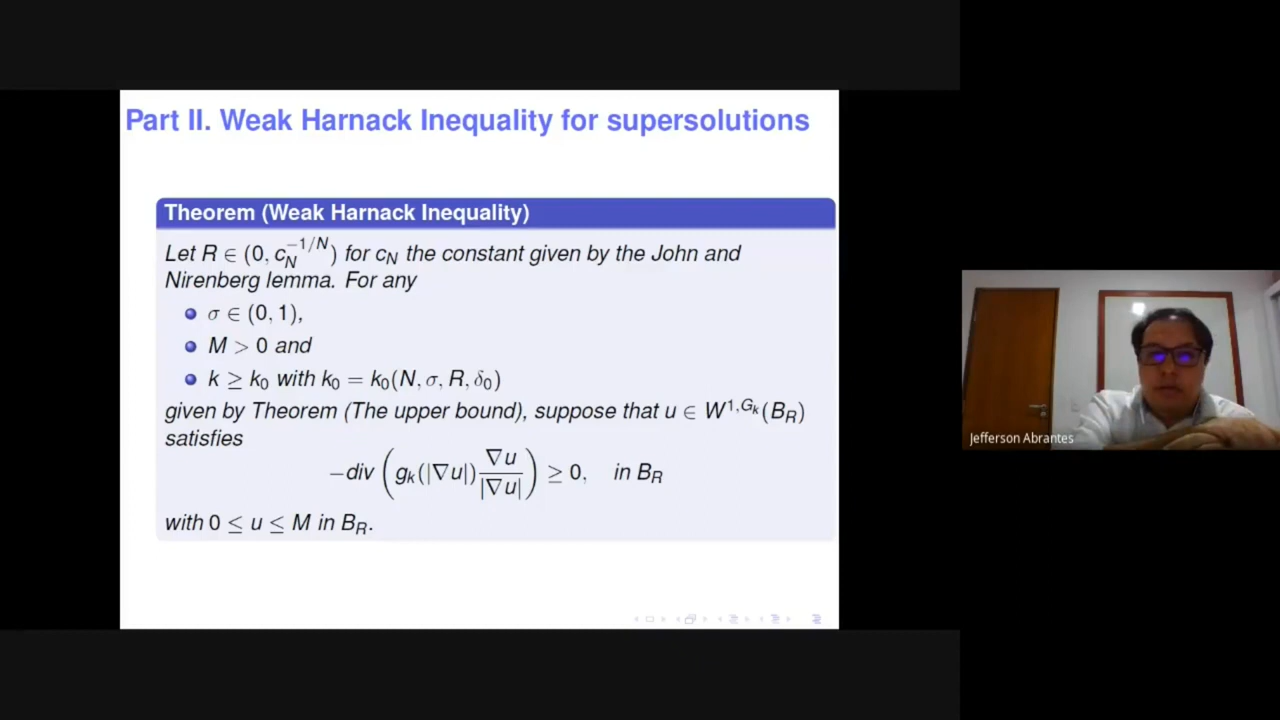 Part II. Weak Harnack Inequality for supersolutions
Theorem (Weak Harnack Inequality)
Let R ∈ (0, c_N^{-1/N}) for c_N the constant given by the John and
Nirenberg lemma. For any
σ ∈ (0, 1),
M > 0 and
k ≥ k_0 with k_0 = k_0(N, σ, R, δ_0)
given by Theorem (The upper bound), suppose that u ∈ W^{1,G_k}(B_R)
satisfies
−div ( g_k(|∇u|) ∇u / |∇u| ) ≥ 0, in B_R
with 0 ≤ u ≤ M in B_R.
Jefferson Abrantes